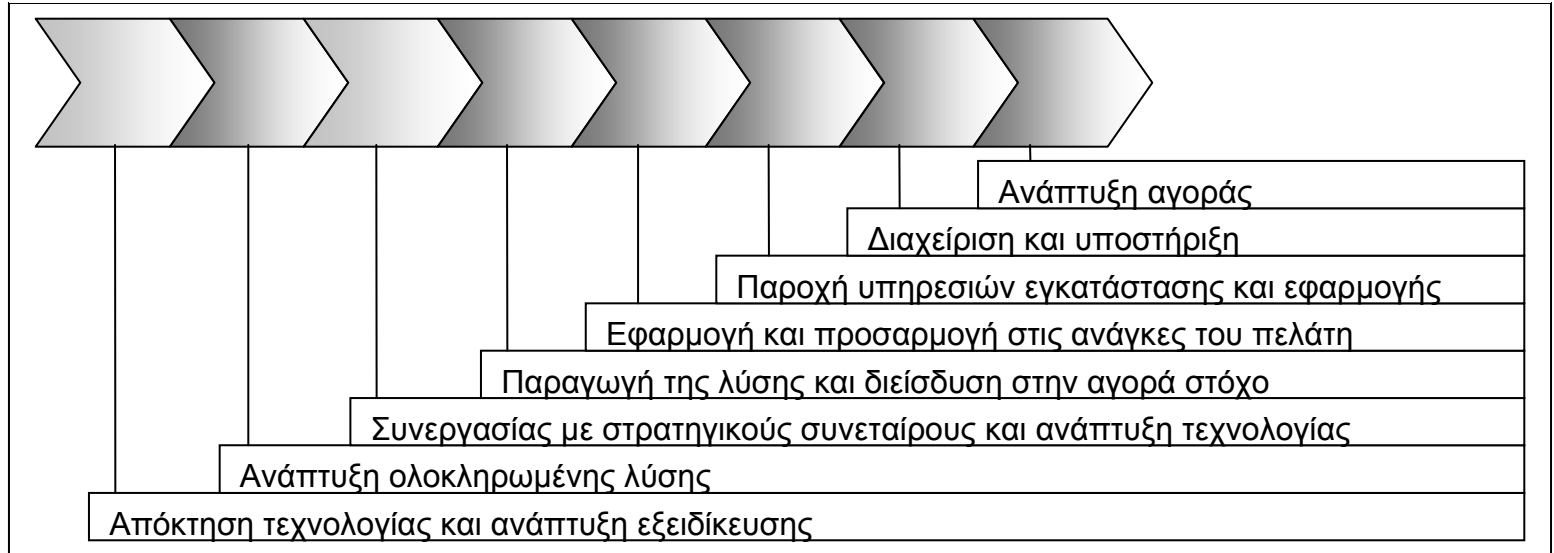 Ανάπτυξη αγοράς
Διαχείριση και υποστήριξη
Παροχή υπηρεσιών εγκατάστασης και εφαρμογής
Εφαρμογή και προσαρμογή στις ανάγκες του πελάτη
Παραγωγή της λύσης και διείσδυση στην αγορά στόχο
Συνεργασίας με στρατηγικούς συνεταίρους και ανάπτυξη τεχνολογίας
Ανάπτυξη ολοκληρωμένης λύσης
Απόκτηση τεχνολογίας και ανάπτυξη εξειδίκευσης